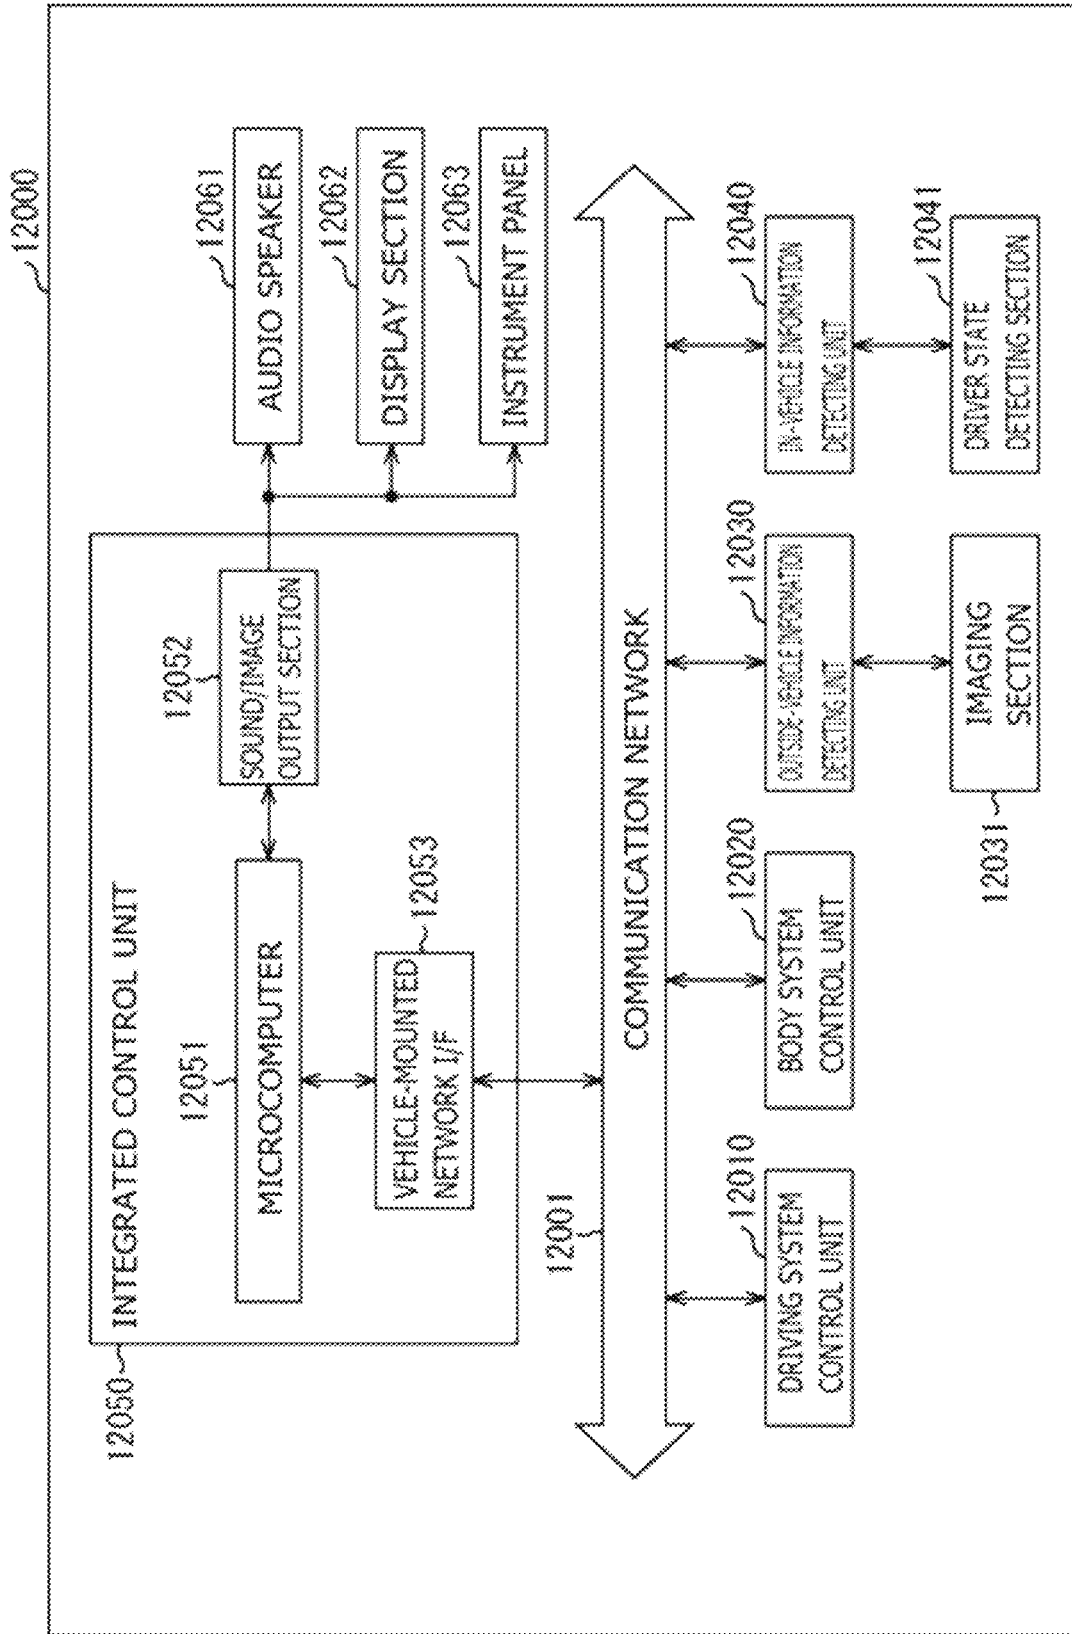 12000
12050
INTEGRATED CONTROL UNIT
12051
MICROCOMPUTER
12052
SOUND/IMAGE
OUTPUT SECTION
12053
VEHICLE-MOUNTED
NETWORK I/F
12061
AUDIO SPEAKER
12062
DISPLAY SECTION
12063
INSTRUMENT PANEL
12001
COMMUNICATION NETWORK
12010
DRIVING SYSTEM
CONTROL UNIT
12020
BODY SYSTEM
CONTROL UNIT
12030
OUTSIDE-VEHICLE INFORMATION
DETECTING UNIT
12040
IN-VEHICLE INFORMATION
DETECTING UNIT
12031
IMAGING
SECTION
12041
DRIVER STATE
DETECTING SECTION